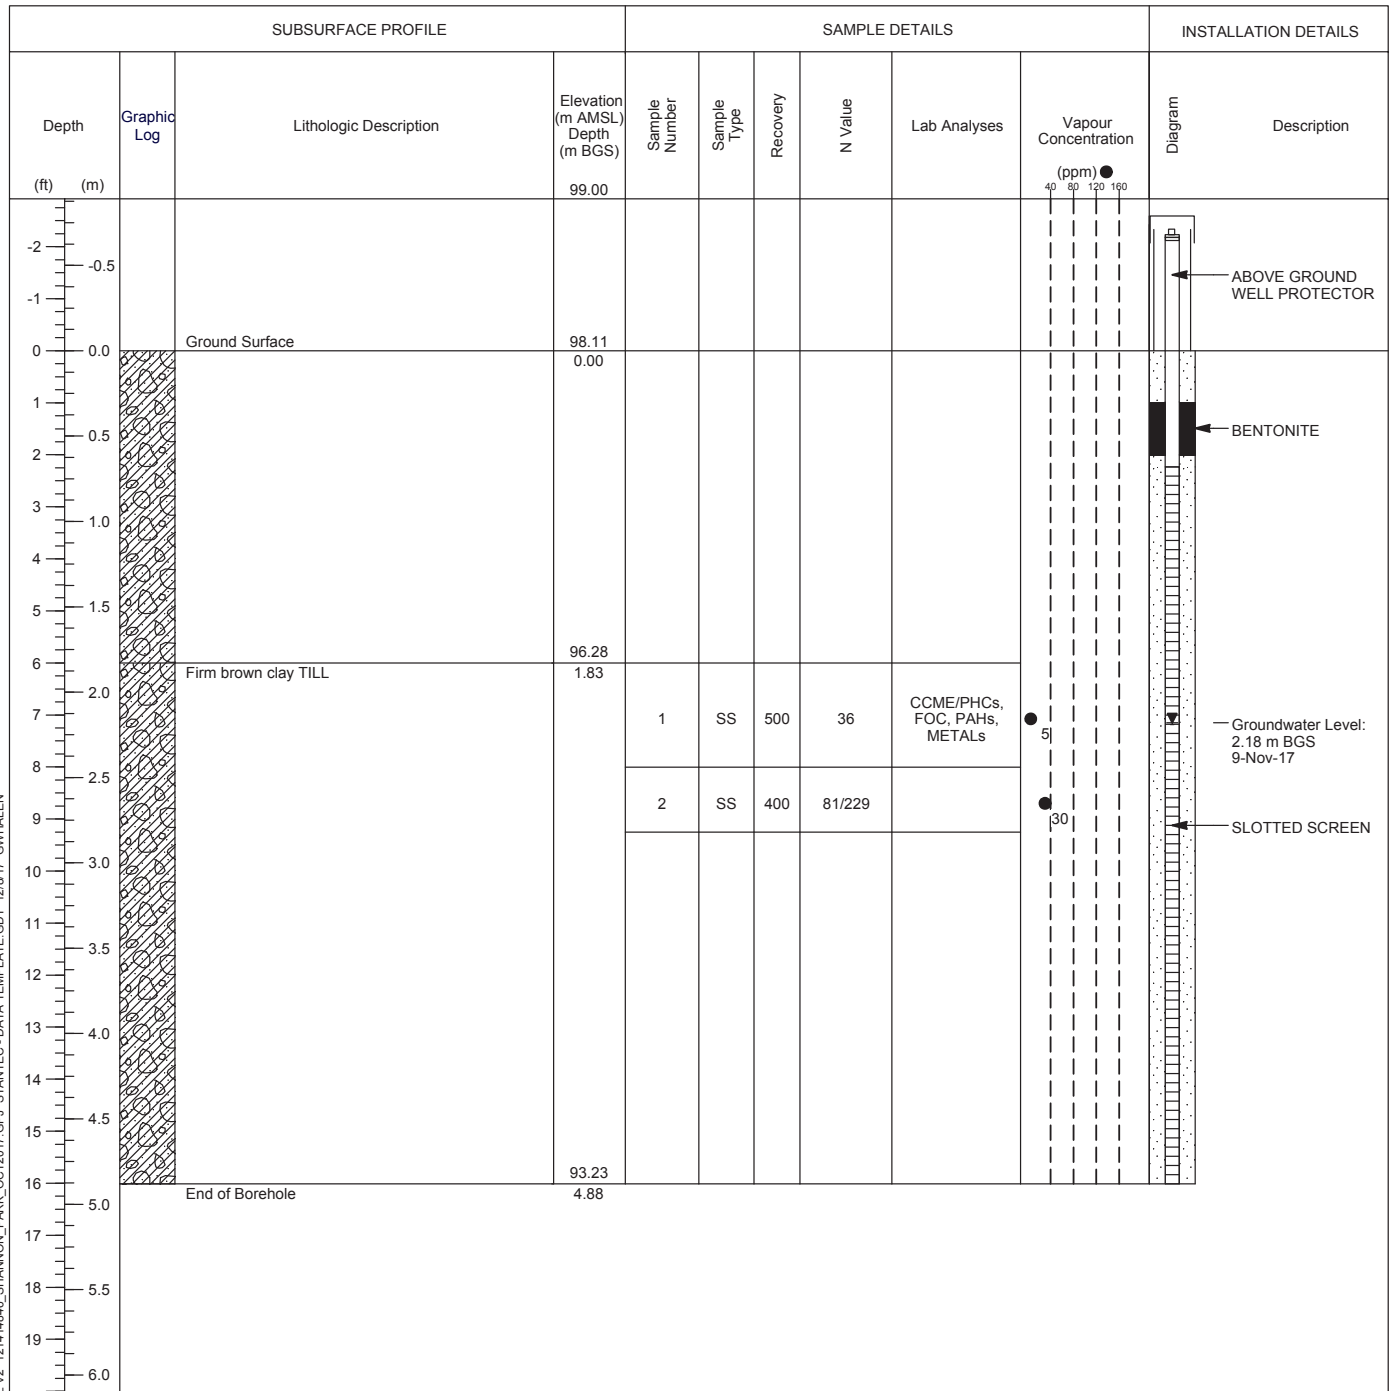 SUBSURFACE PROFILE
SAMPLE DETAILS
INSTALLATION DETAILS
Depth
(ft) (m)
Graphic
Log
Lithologic Description
Elevation
(m AMSL)
Depth
(m BGS)
99.00
Sample
Number
Sample
Type
Recovery
N Value
Lab Analyses
Vapour
Concentration
(ppm)
40 80 120 160
Diagram
Description
-2
-0.5
-1
ABOVE GROUND
WELL PROTECTOR
Ground Surface 98.11
0 0.0
0.00
1
0.5
BENTONITE
2
3
1.0
4
1.5
5
96.28
6
Firm brown clay TILL 1.83
2.0
7
1 SS 500 36
CCME/PHCs,
FOC, PAHs,
METALs
5
Groundwater Level:
2.18 m BGS
9-Nov-17
8
2.5
2 SS 400 81/229
30
9
SLOTTED SCREEN
3.0
10
11
3.5
12
13
4.0
14
4.5
15
93.23
16
End of Borehole 4.88
5.0
17
18
5.5
19
6.0